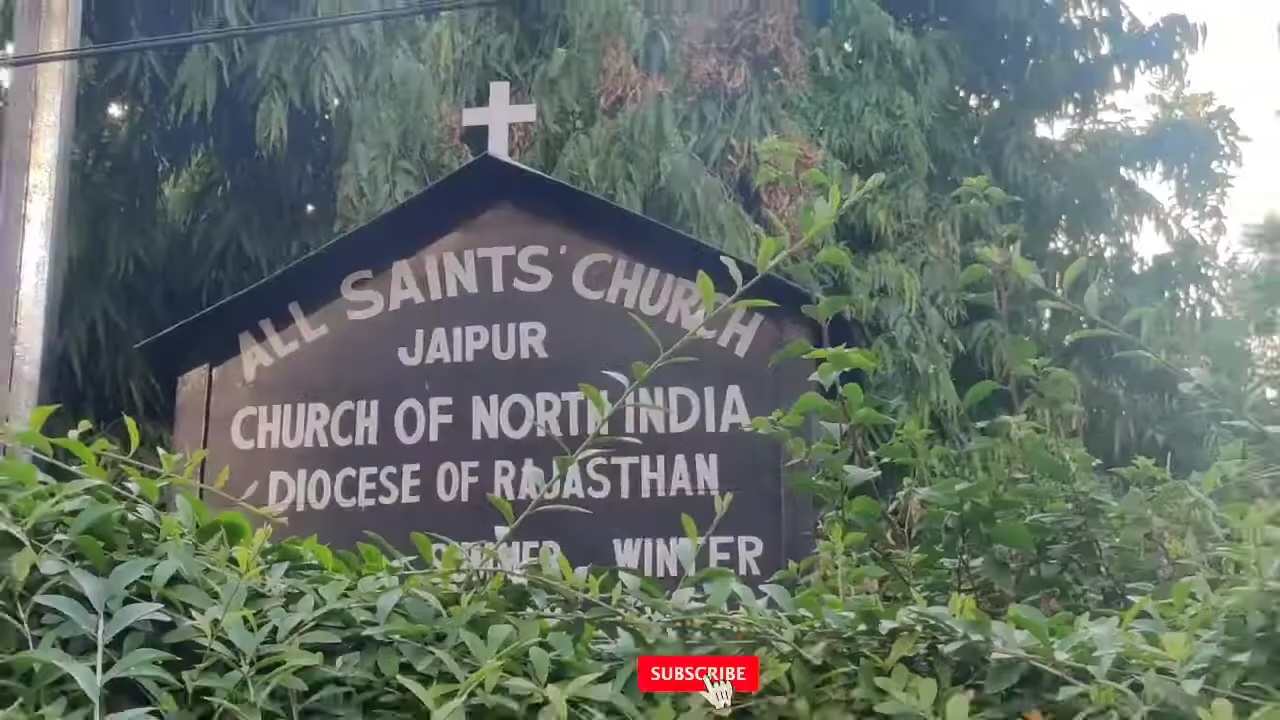 ALL SAINTS' CHURCH
JAIPUR
CHURCH OF NORTH INDIA
DIOCESE OF RAJASTHAN
WINTER
SUBSCRIBE